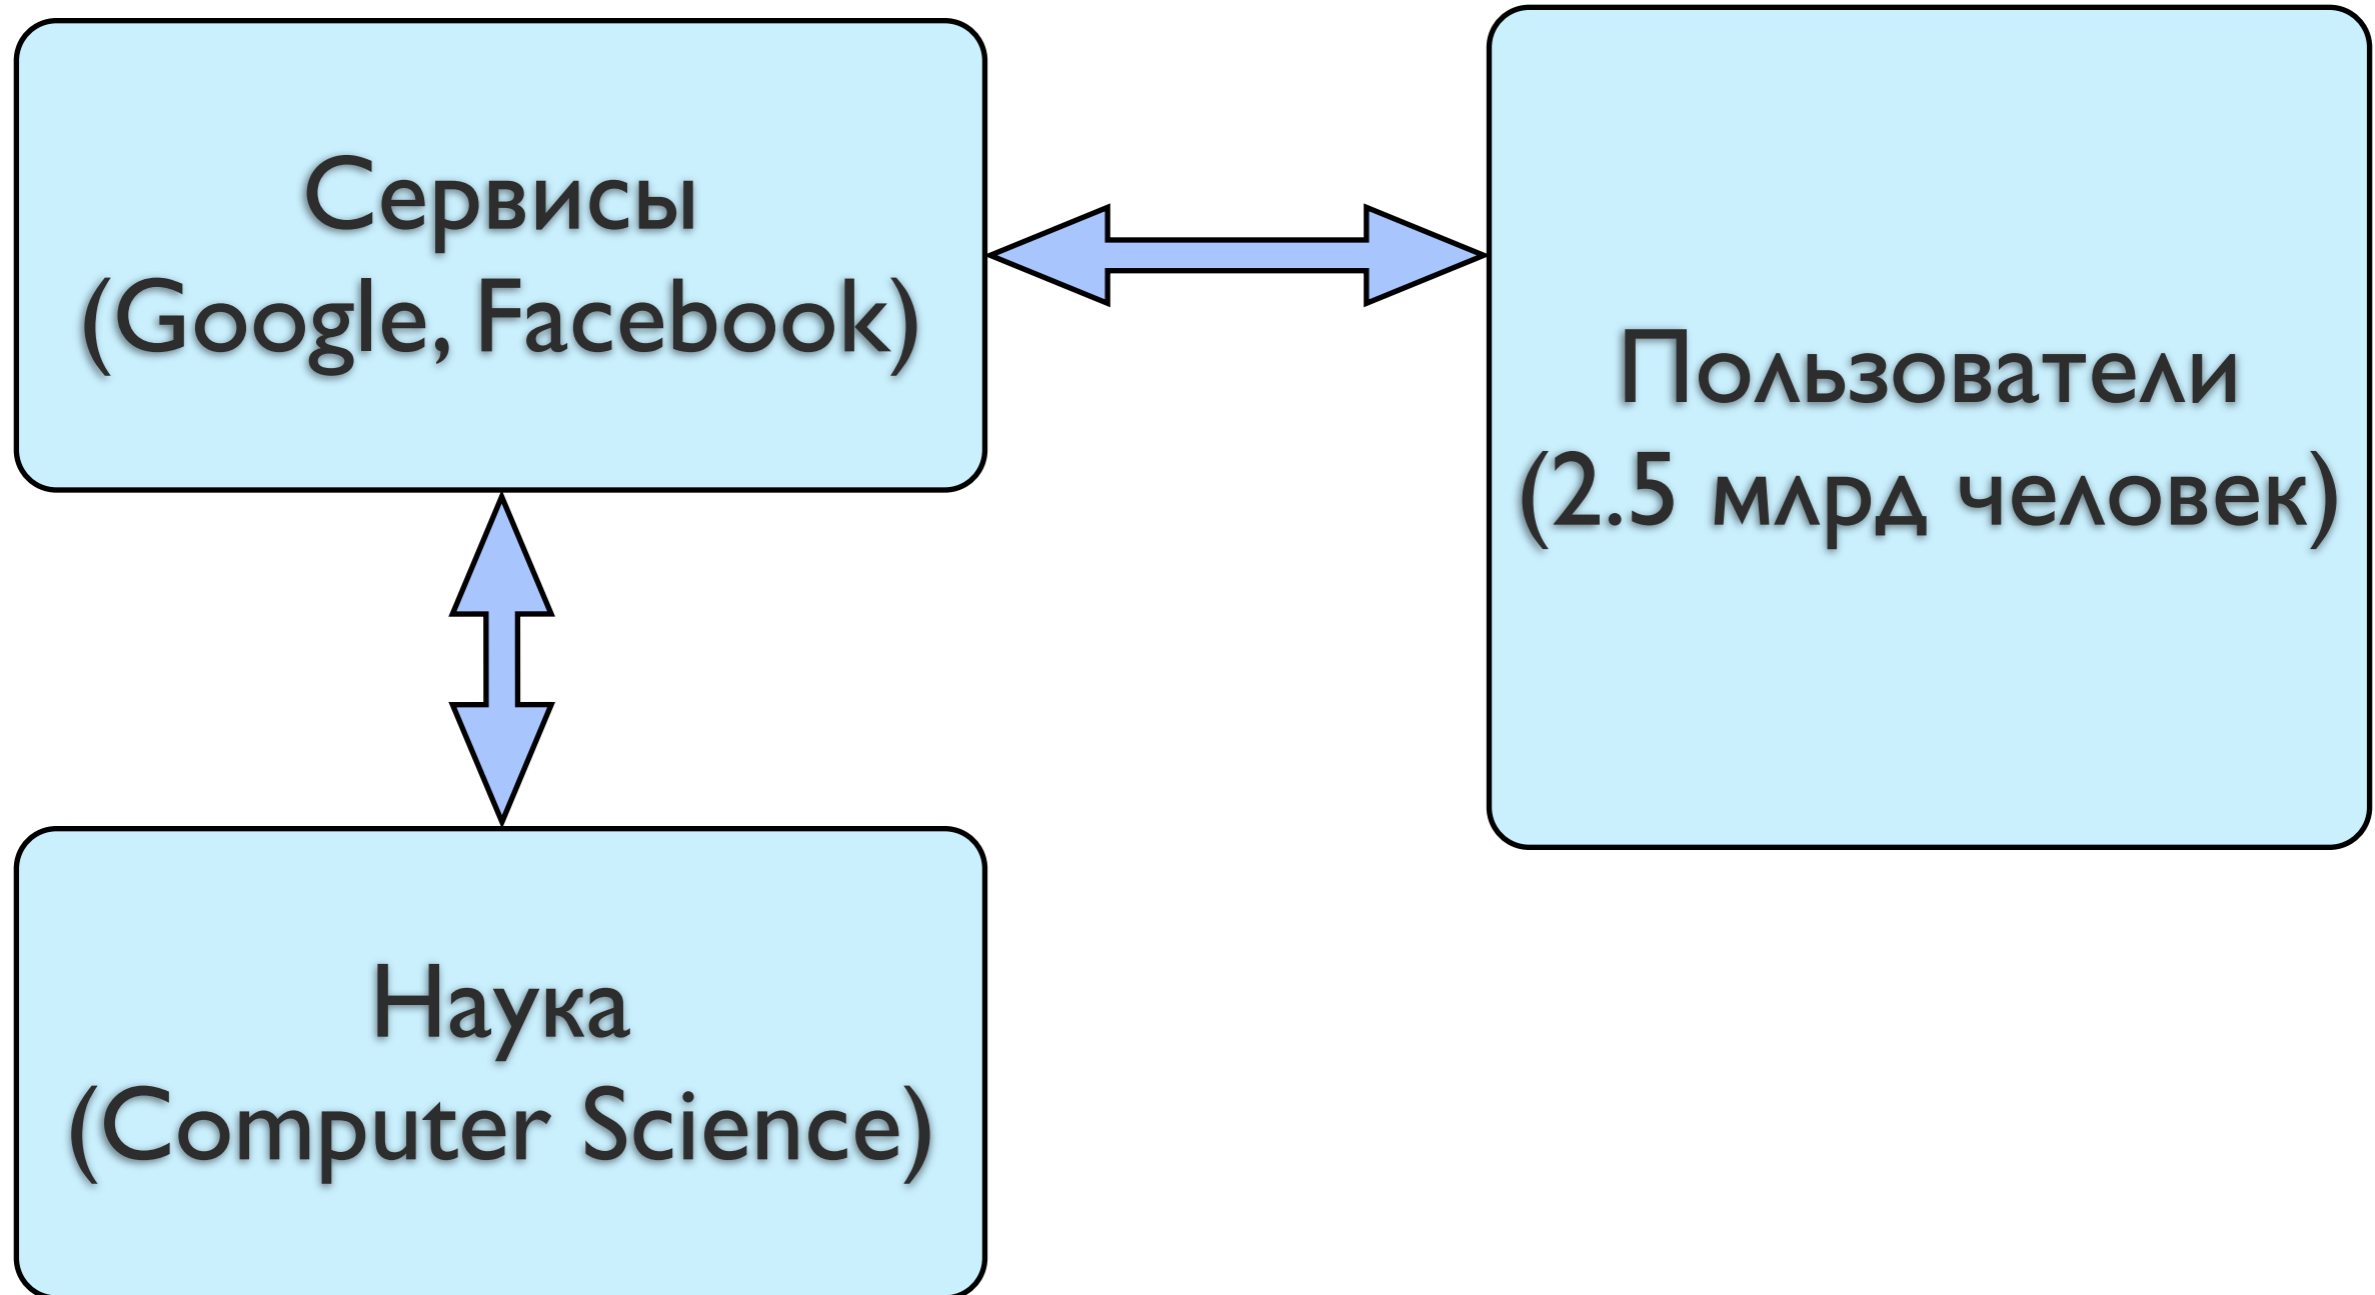 Сервисы
(Google, Facebook)
Пользователи
(2.5 млрд человек)
Наука
(Computer Science)